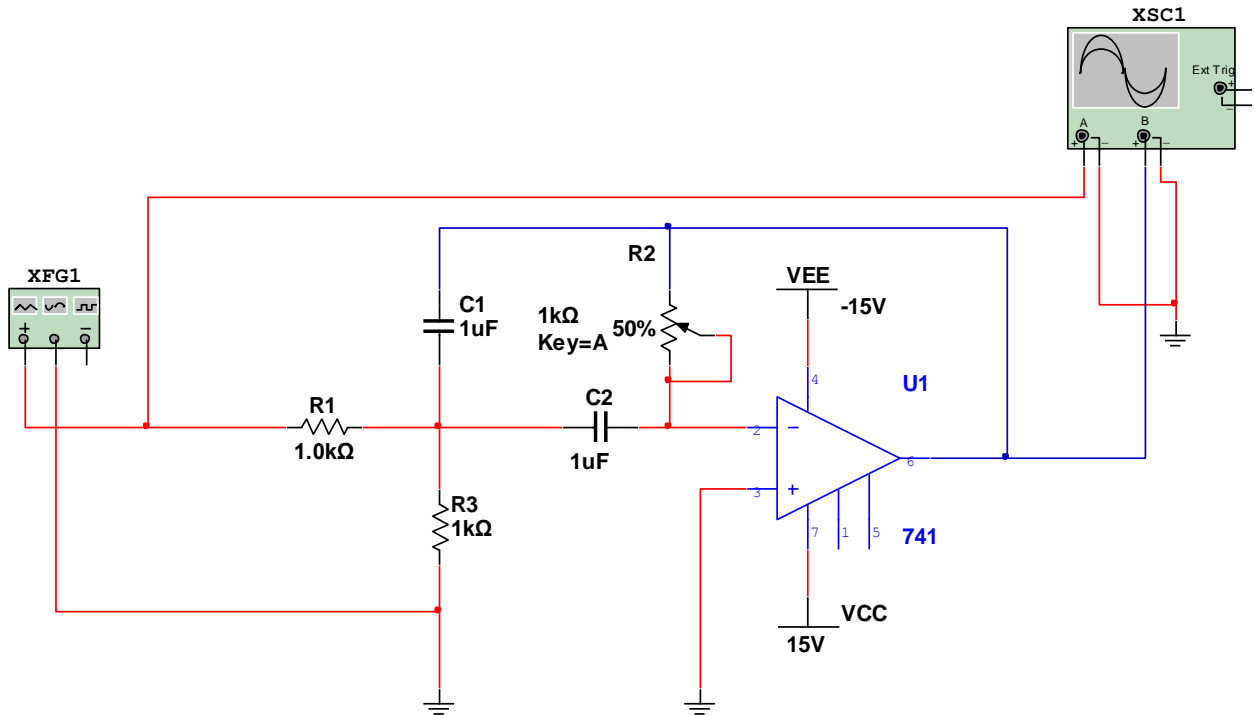 XSC1
Ext Trig
+
−
A
B
+
−
+
−
XFG1
+
−
R2
1kΩ
Key=A
50%
C1
1uF
VEE
-15V
4
U1
R1
1.0kΩ
C2
1uF
2
−
6
3
+
R3
1kΩ
7
1
5
741
VCC
15V